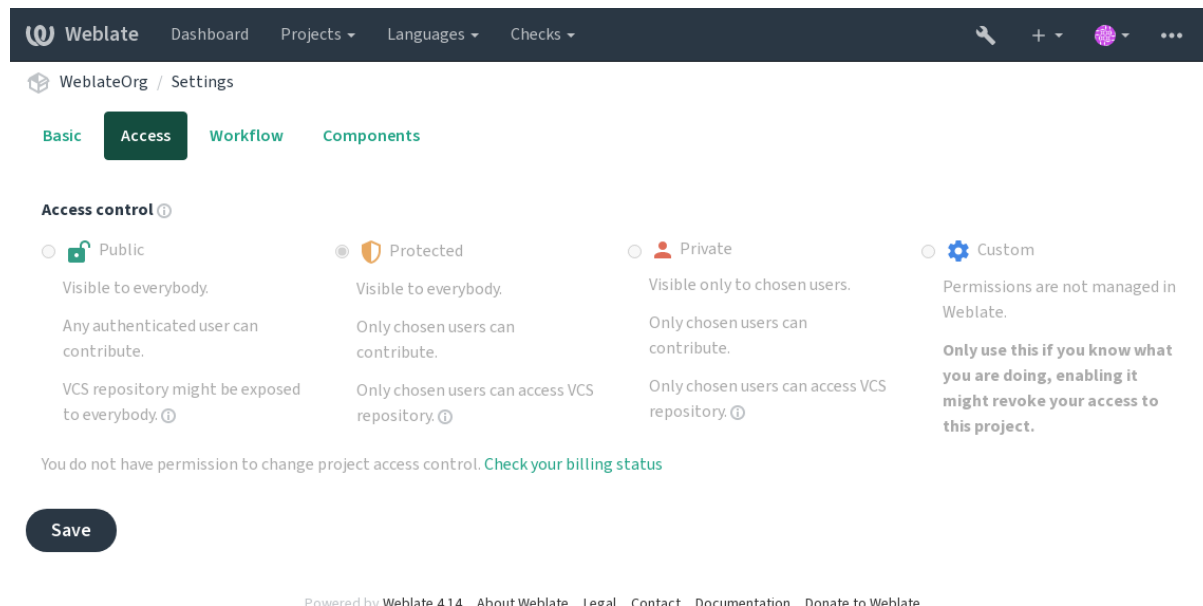 Weblate Dashboard Projects Languages Checks
WeblateOrg / Settings
Basic Access Workflow Components
Access control
Public
Visible to everybody.
Any authenticated user can
contribute.
VCS repository might be exposed
to everybody.
Protected
Visible to everybody.
Only chosen users can
contribute.
Only chosen users can access VCS
repository.
Private
Visible only to chosen users.
Only chosen users can
contribute.
Only chosen users can access VCS
repository.
Custom
Permissions are not managed in
Weblate.
Only use this if you know what
you are doing, enabling it
might revoke your access to
this project.
You do not have permission to change project access control. Check your billing status
Save
Powered by Weblate 4.14 About Weblate Legal Contact Documentation Donate to Weblate